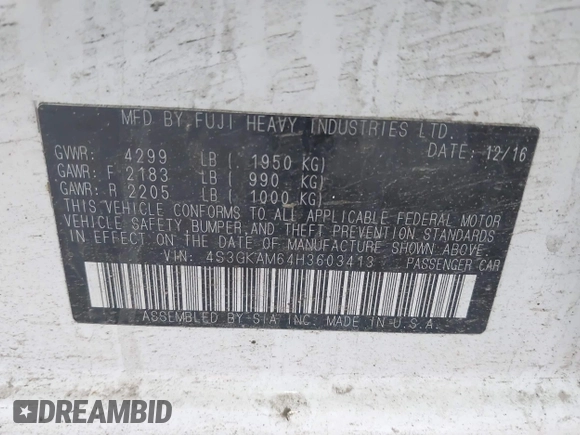 MFD BY FUJI HEAVY INDUSTRIES LTD.
DATE: 12/16
GVWR: 4299 LB ( 1950 KG)
GAWR: F 2183 LB ( 990 KG)
GAWR: R 2205 LB ( 1000 KG)
THIS VEHICLE CONFORMS TO ALL APPLICABLE FEDERAL MOTOR
VEHICLE SAFETY, BUMPER, AND THEFT PREVENTION STANDARDS
IN EFFECT ON THE DATE OF MANUFACTURE SHOWN ABOVE.
VIN: 4S3GKAM64H3603413 PASSENGER CAR
ASSEMBLED BY SIA INC. MADE IN U.S.A.
DREAMBID